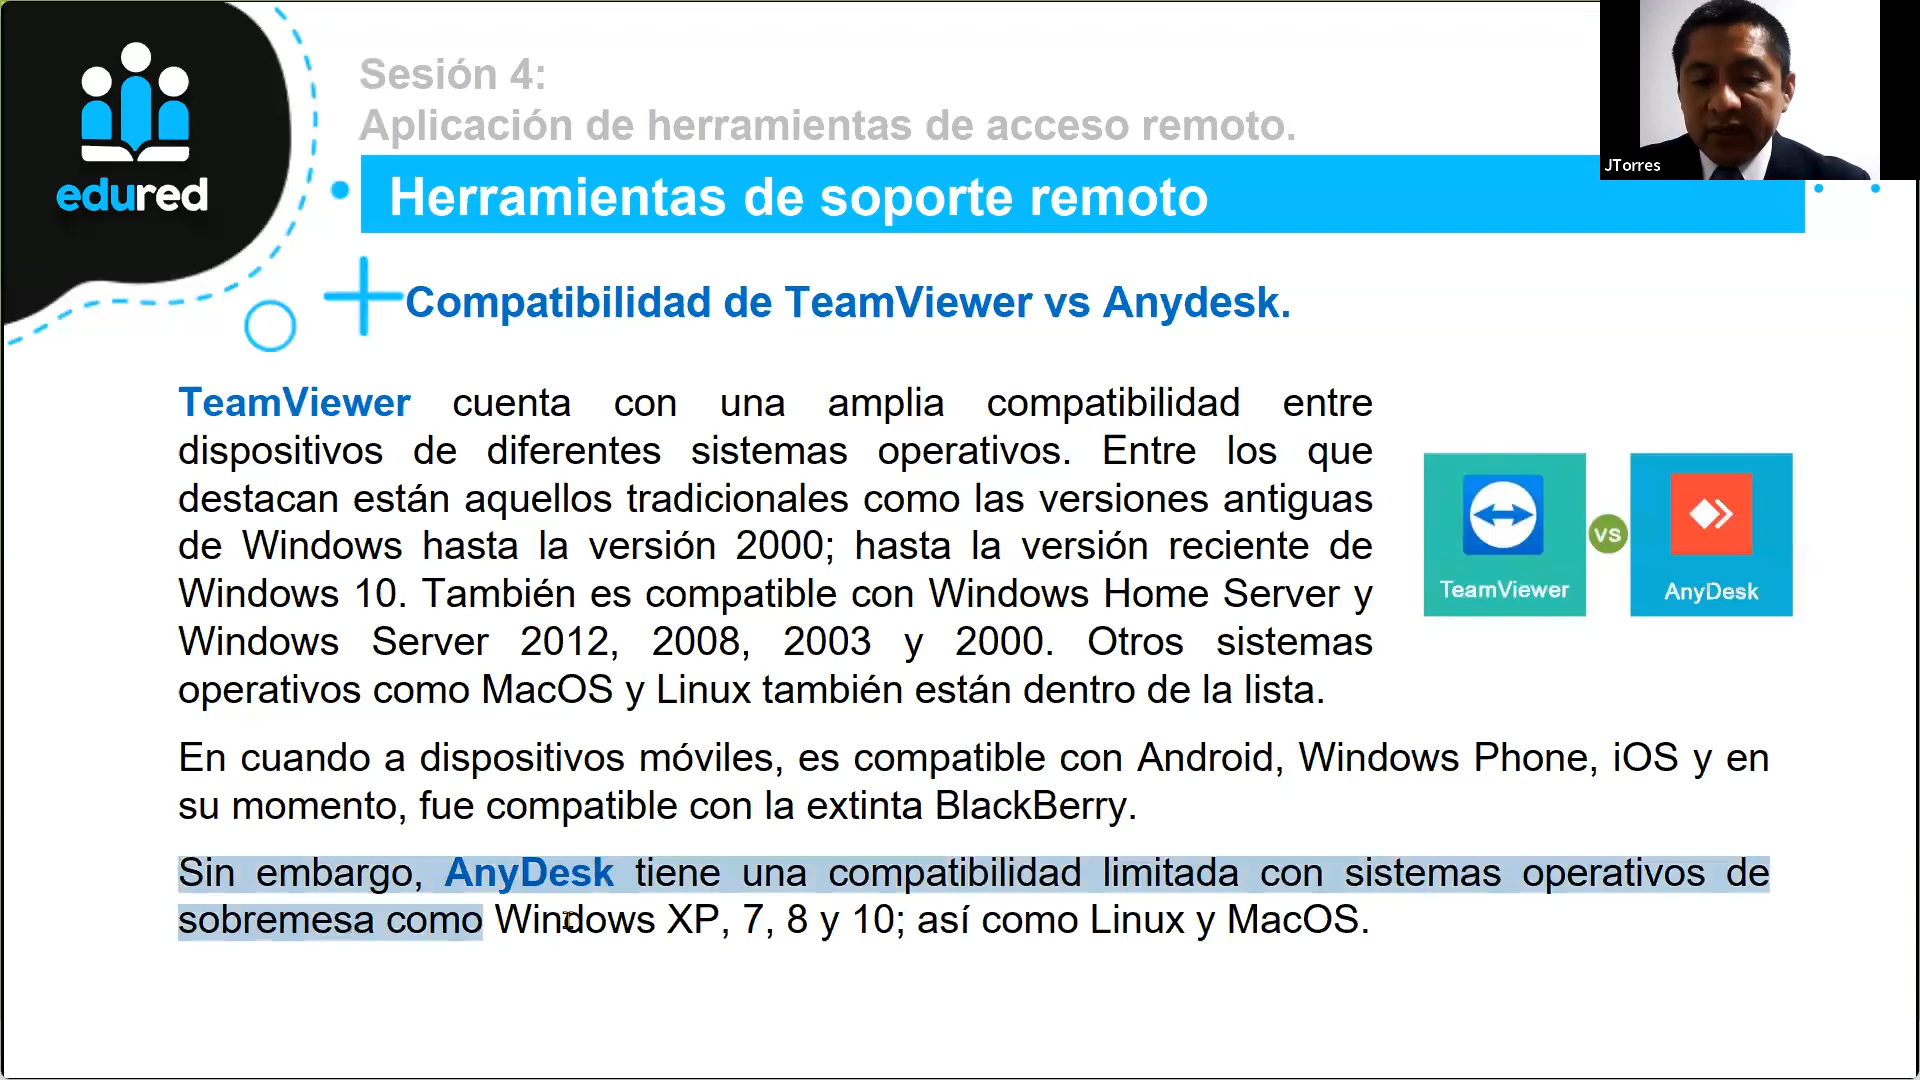 edured
Sesión 4:
Aplicación de herramientas de acceso remoto.
JTorres
Herramientas de soporte remoto
Compatibilidad de TeamViewer vs Anydesk.
TeamViewer cuenta con una amplia compatibilidad entre
dispositivos de diferentes sistemas operativos. Entre los que
destacan están aquellos tradicionales como las versiones antiguas
de Windows hasta la versión 2000; hasta la versión reciente de
Windows 10. También es compatible con Windows Home Server y
Windows Server 2012, 2008, 2003 y 2000. Otros sistemas
operativos como MacOS y Linux también están dentro de la lista.
TeamViewer
vs
AnyDesk
En cuando a dispositivos móviles, es compatible con Android, Windows Phone, iOS y en
su momento, fue compatible con la extinta BlackBerry.
Sin embargo, AnyDesk tiene una compatibilidad limitada con sistemas operativos de
sobremesa como Windows XP, 7, 8 y 10; así como Linux y MacOS.